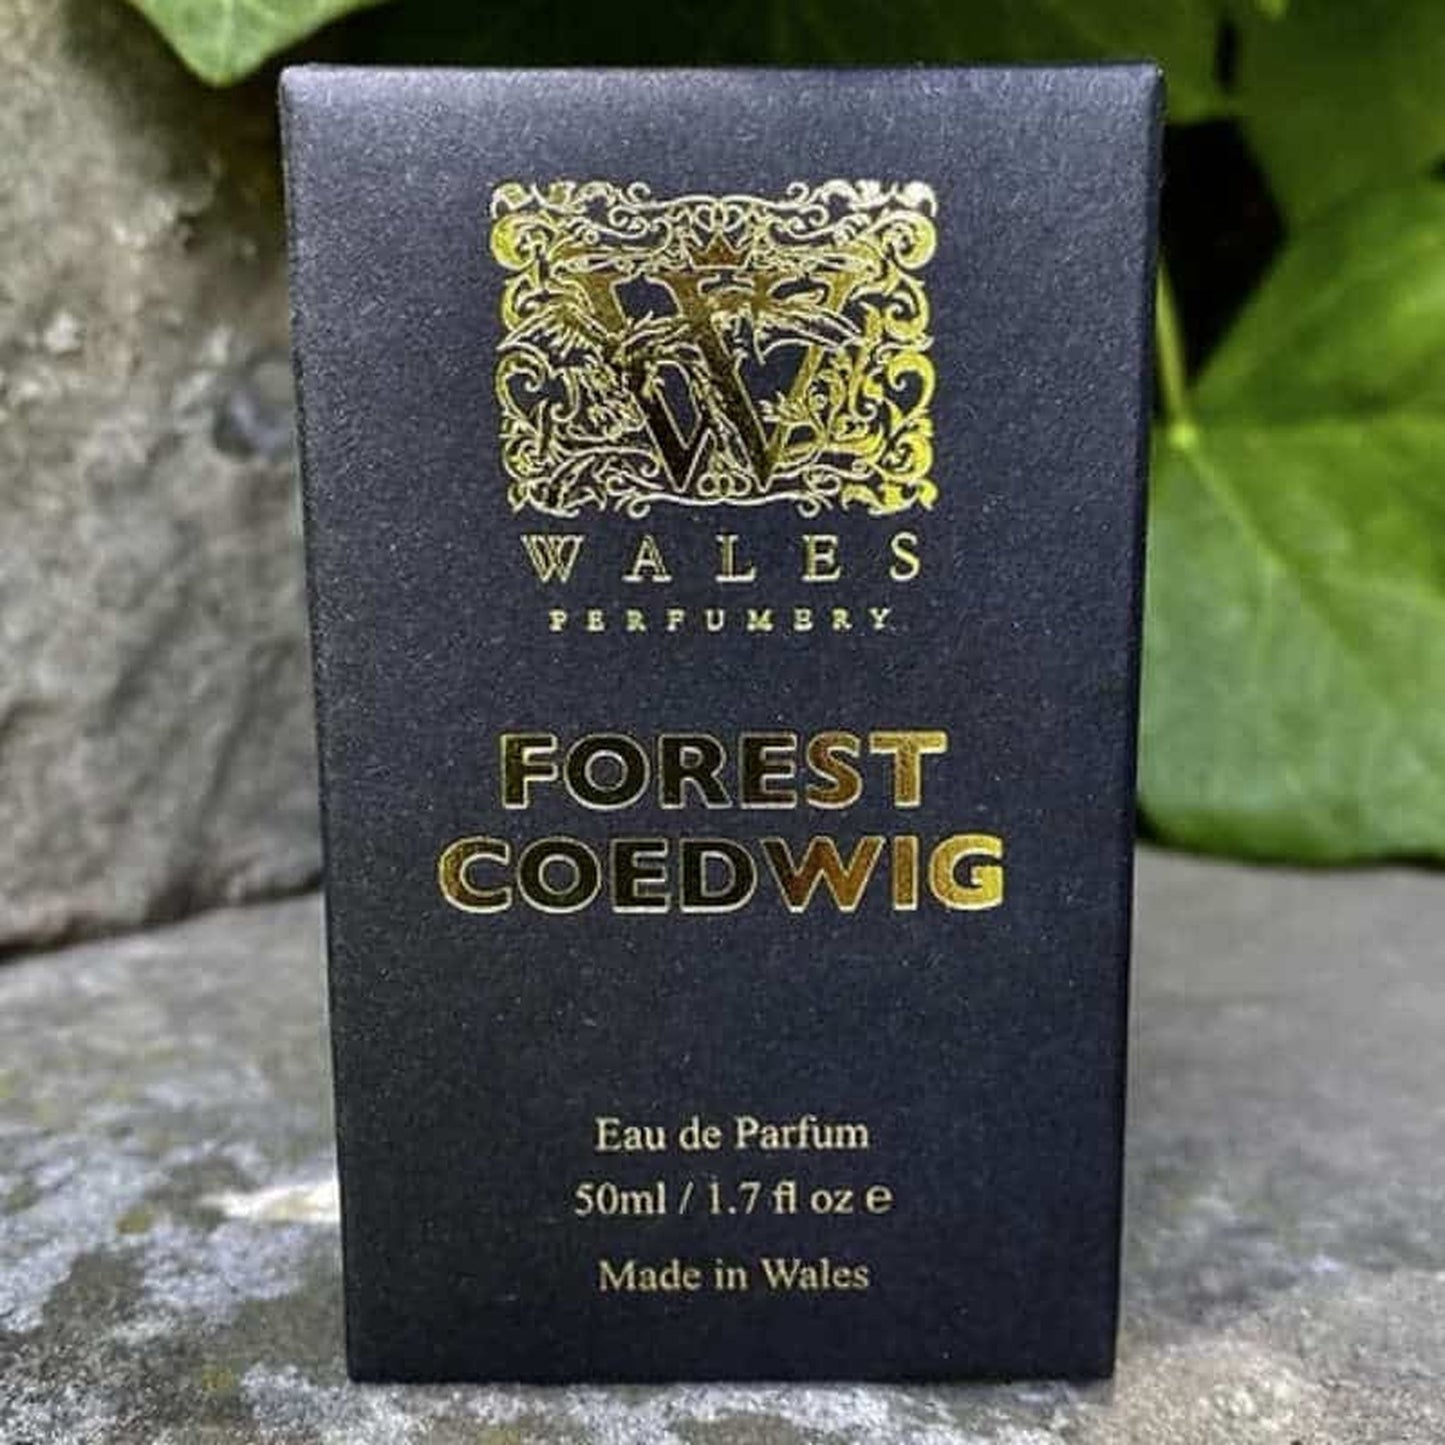 W
WALES
PERFUMERY
FOREST
COEDWIG
Eau de Parfum
50ml / 1.7 fl oz ℮
Made in Wales